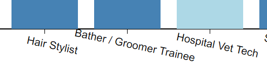 Hair Stylist
Bather / Groomer Trainee
Hospital Vet Tech